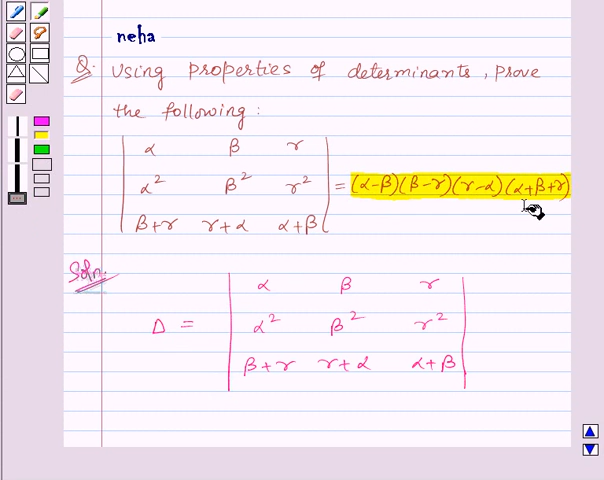 neha
Q. Using properties of determinants, prove
the following:
| α β γ |
| α² β² γ² | = (α-β)(β-γ)(γ-α)(α+β+γ)
| β+γ γ+α α+β |
Soln.
| α β γ |
Δ = | α² β² γ² |
| β+γ γ+α α+β |